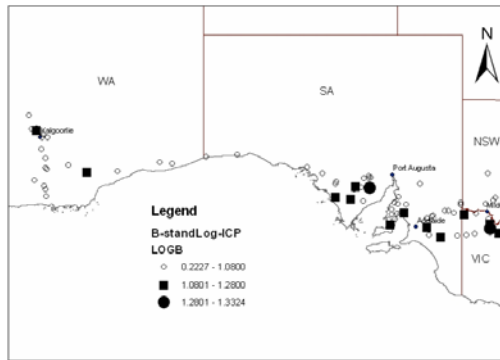 N
WA
SA
Kalgoorlie
Port Augusta
NSW
Adelaide
VIC
Legend
B-standLog-ICP
LOGB
0.2227 - 1.0800
1.0801 - 1.2800
1.2801 - 1.3324